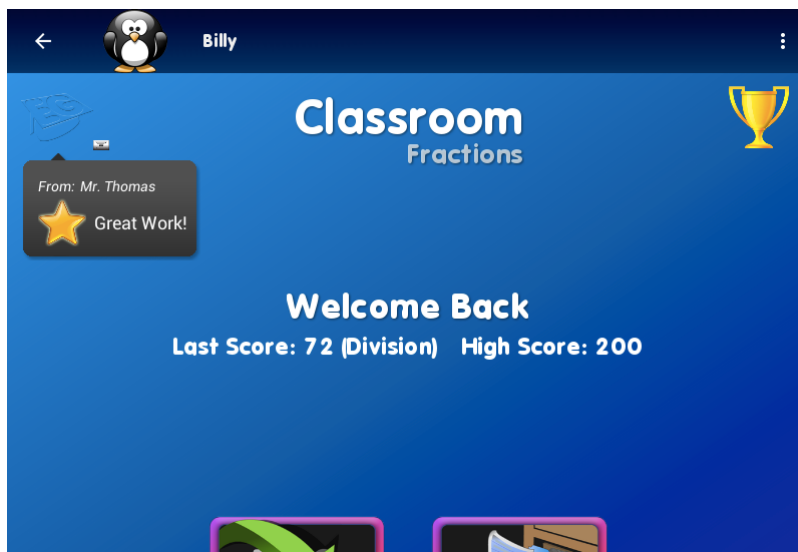 Billy
Classroom
Fractions
From: Mr. Thomas
Great Work!
Welcome Back
Last Score: 72 (Division) High Score: 200